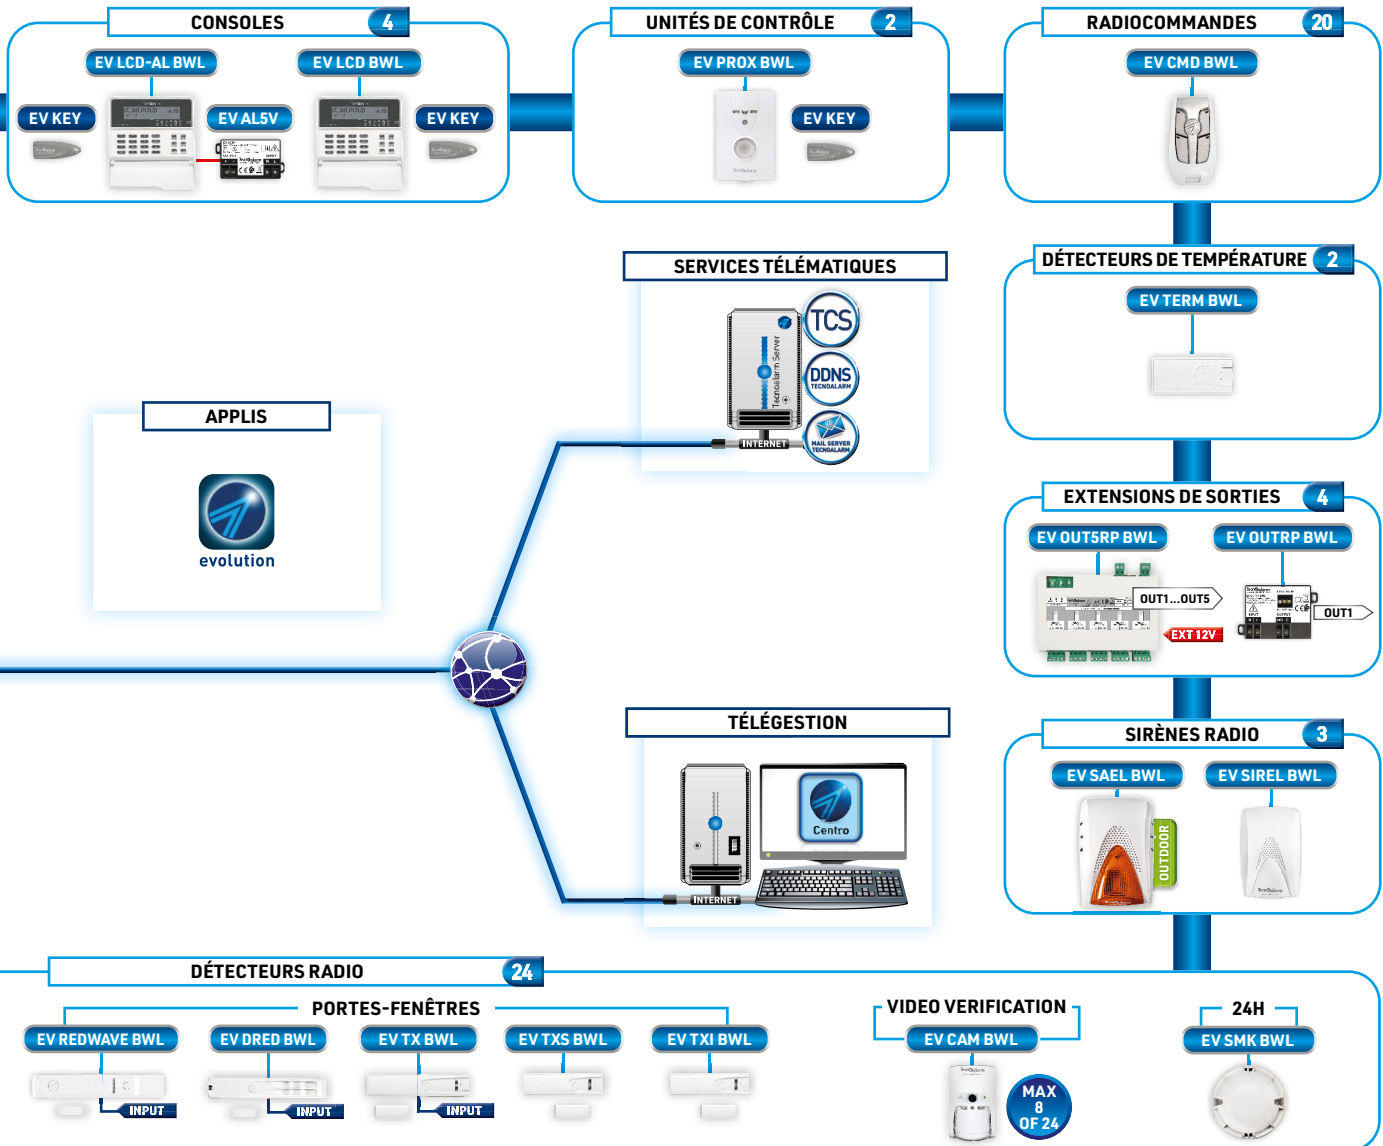 CONSOLES 4
EV LCD-AL BWL
EV LCD BWL
EV KEY
EV AL5V
EV KEY
UNITÉS DE CONTRÔLE 2
EV PROX BWL
EV KEY
RADIOCOMMANDES 20
EV CMD BWL
SERVICES TÉLÉMATIQUES
Tecnoalarm Server
TCS
DDNS
TECNOALARM
MAIL SERVER
TECNOALARM
INTERNET
DÉTECTEURS DE TEMPÉRATURE 2
EV TERM BWL
APPLIS
evolution
EXTENSIONS DE SORTIES 4
EV OUT5RP BWL
EV OUTRP BWL
OUT1...OUT5
EXT 12V
OUT1
TÉLÉGESTION
Centro
INTERNET
SIRÈNES RADIO 3
EV SAEL BWL
EV SIREL BWL
OUTDOOR
DÉTECTEURS RADIO 24
PORTES-FENÊTRES
EV REDWAVE BWL
EV DRED BWL
EV TX BWL
EV TXS BWL
EV TXI BWL
INPUT
INPUT
INPUT
VIDEO VERIFICATION
EV CAM BWL
MAX
8
OF 24
24H
EV SMK BWL